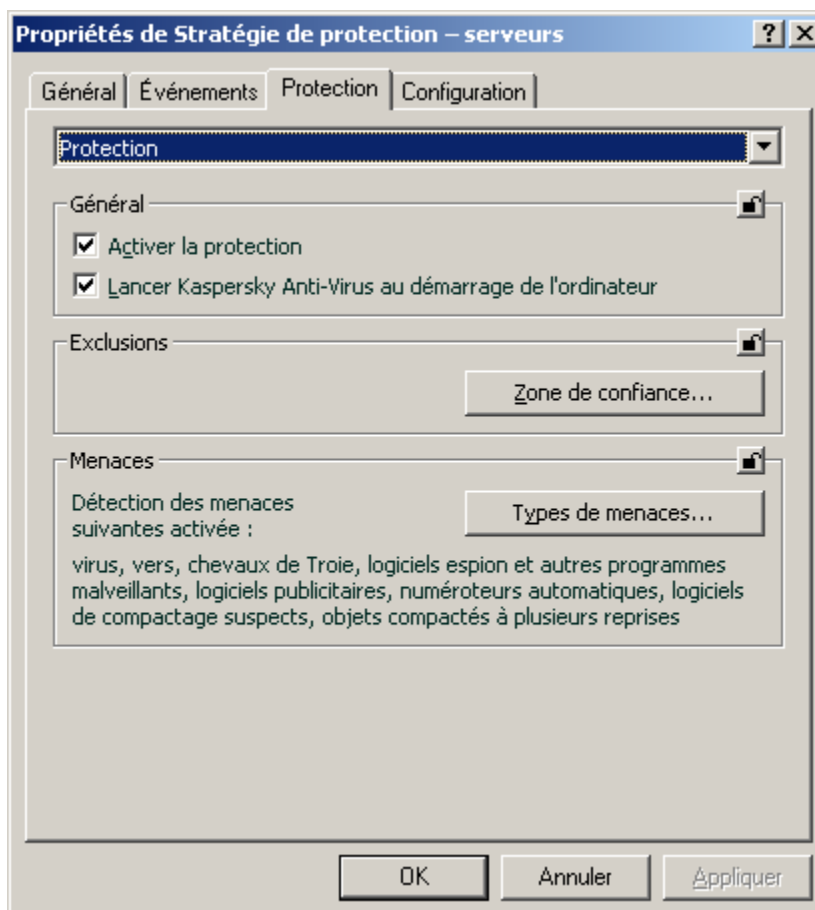 Propriétés de Stratégie de protection – serveurs
Général Événements Protection Configuration
Protection
Général
Activer la protection
Lancer Kaspersky Anti-Virus au démarrage de l'ordinateur
Exclusions
Zone de confiance...
Menaces
Détection des menaces
suivantes activée :
Types de menaces...
virus, vers, chevaux de Troie, logiciels espion et autres programmes
malveillants, logiciels publicitaires, numéroteurs automatiques, logiciels
de compactage suspects, objets compactés à plusieurs reprises
OK Annuler Appliquer